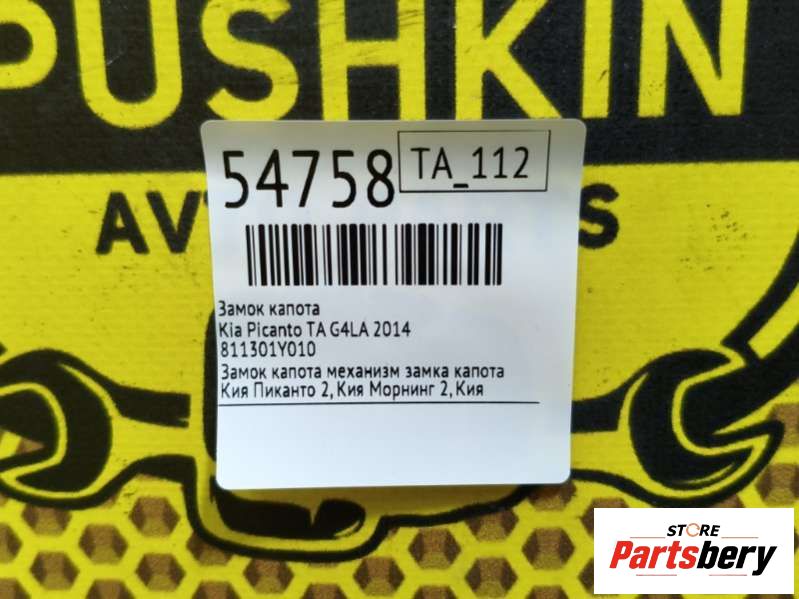 PUSHKIN
54758
TA_112
Замок капота
Kia Picanto TA G4LA 2014
811301Y010
Замок капота механизм замка капота
Кия Пиканто 2, Кия Морнинг 2, Кия
STORE
Partsbery